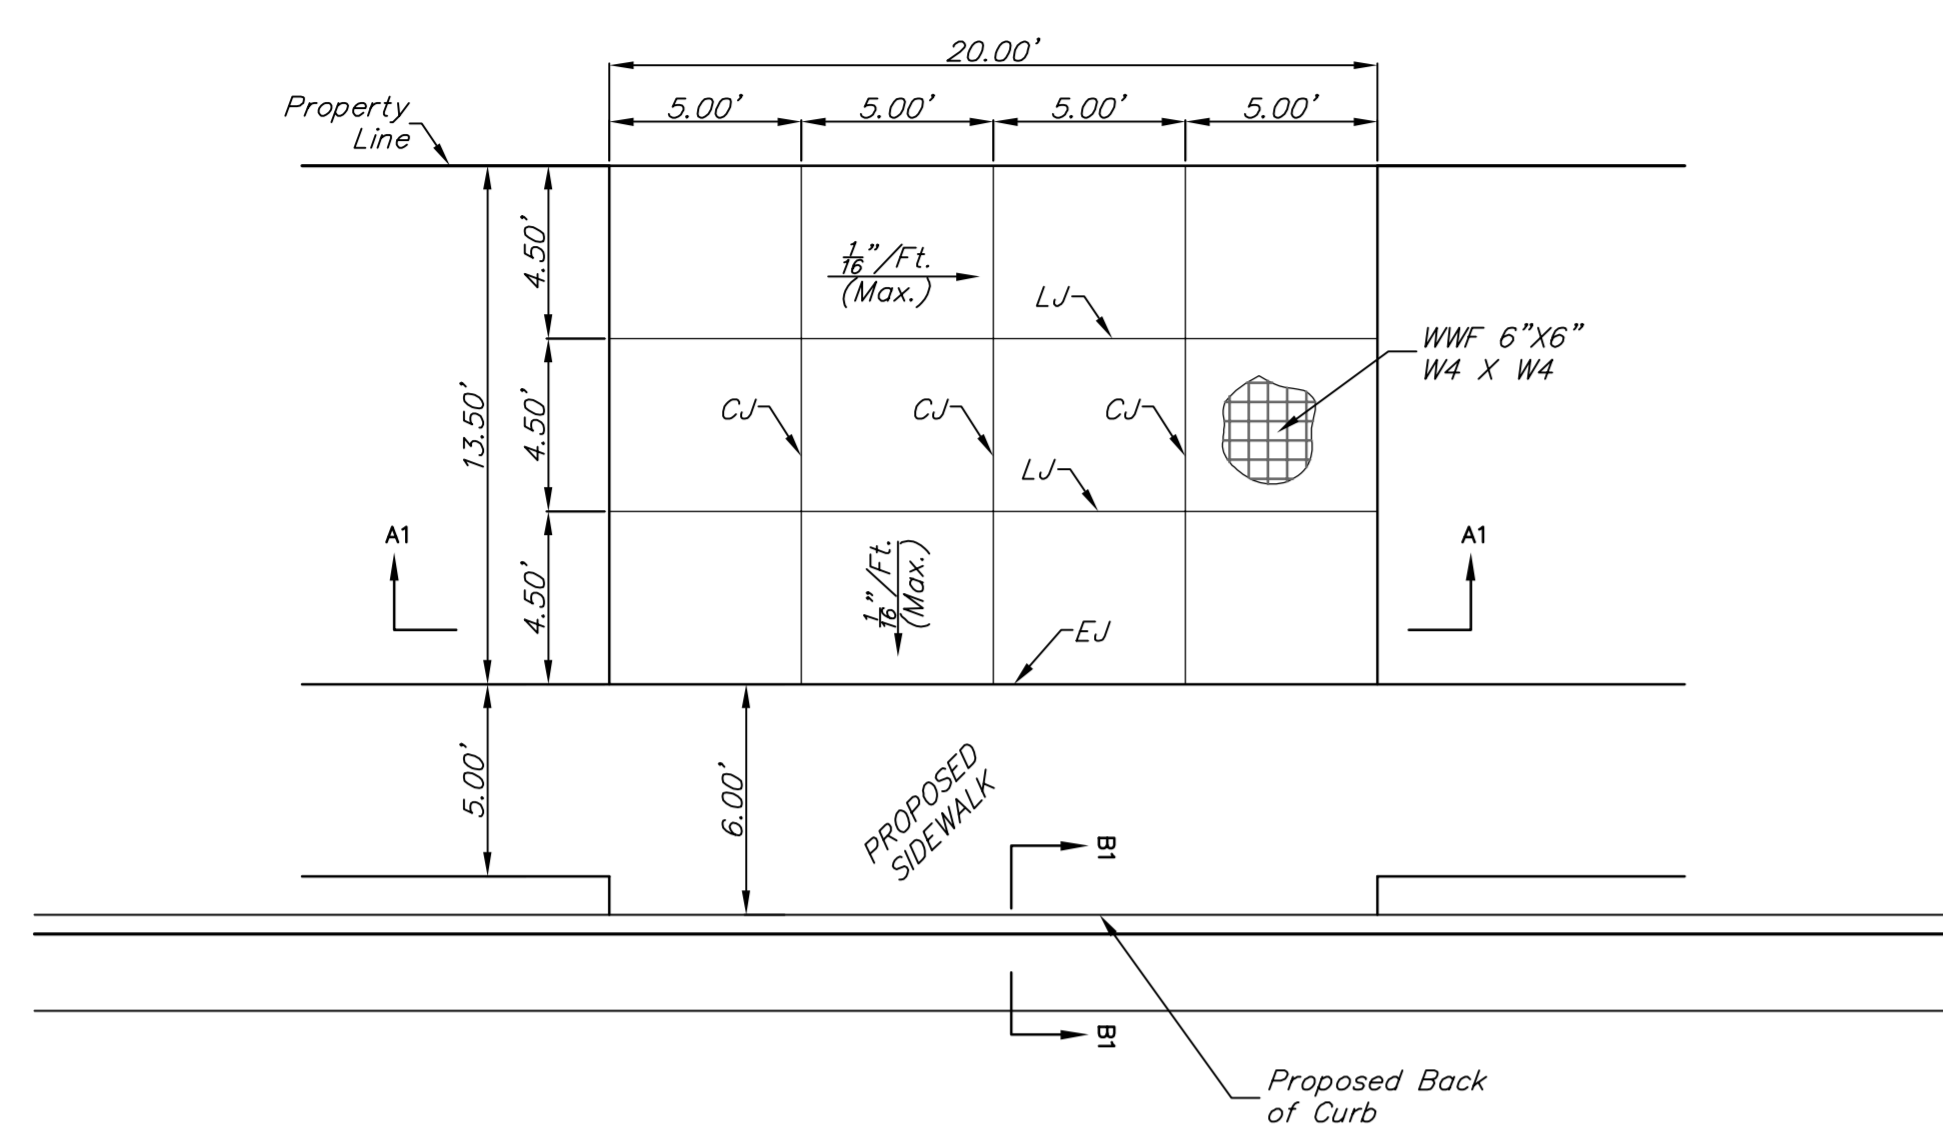 20.00'
5.00' 5.00' 5.00' 5.00'
Property
Line
4.50'
1/16"/Ft.
(Max.)
LJ
WWF 6"X6"
W4 X W4
13.50'
4.50'
CJ CJ CJ
LJ
A1 A1
4.50'
1/16"/Ft.
(Max.)
EJ
5.00'
6.00'
PROPOSED
SIDEWALK
B1
B1
Proposed Back
of Curb